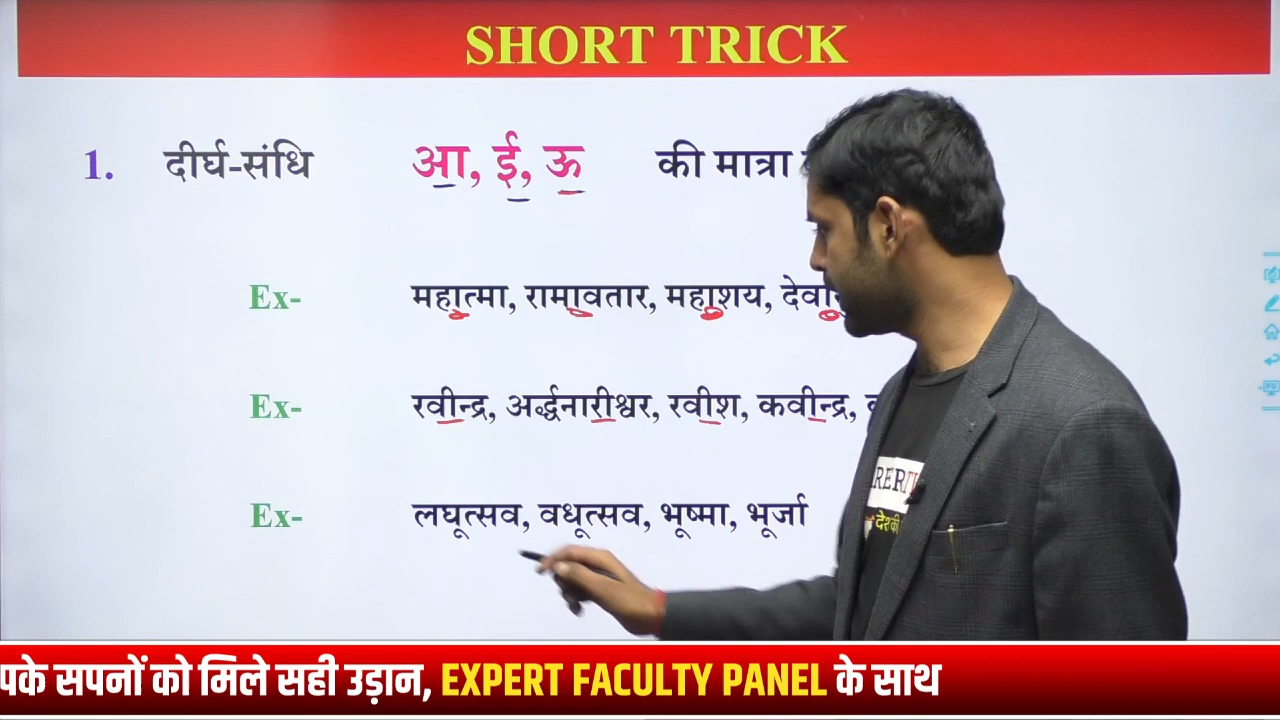 SHORT TRICK
1. दीर्घ-संधि आ, ई, ऊ की मात्रा
Ex- महात्मा, रामावतार, महाशय,
Ex- रवीन्द्र, अर्द्धनारीश्वर, रवीश, कवीन्द्र,
Ex- लघूत्सव, वधूत्सव, भूष्मा, भूर्जा
पके सपनों को मिले सही उड़ान, EXPERT FACULTY PANEL के साथ